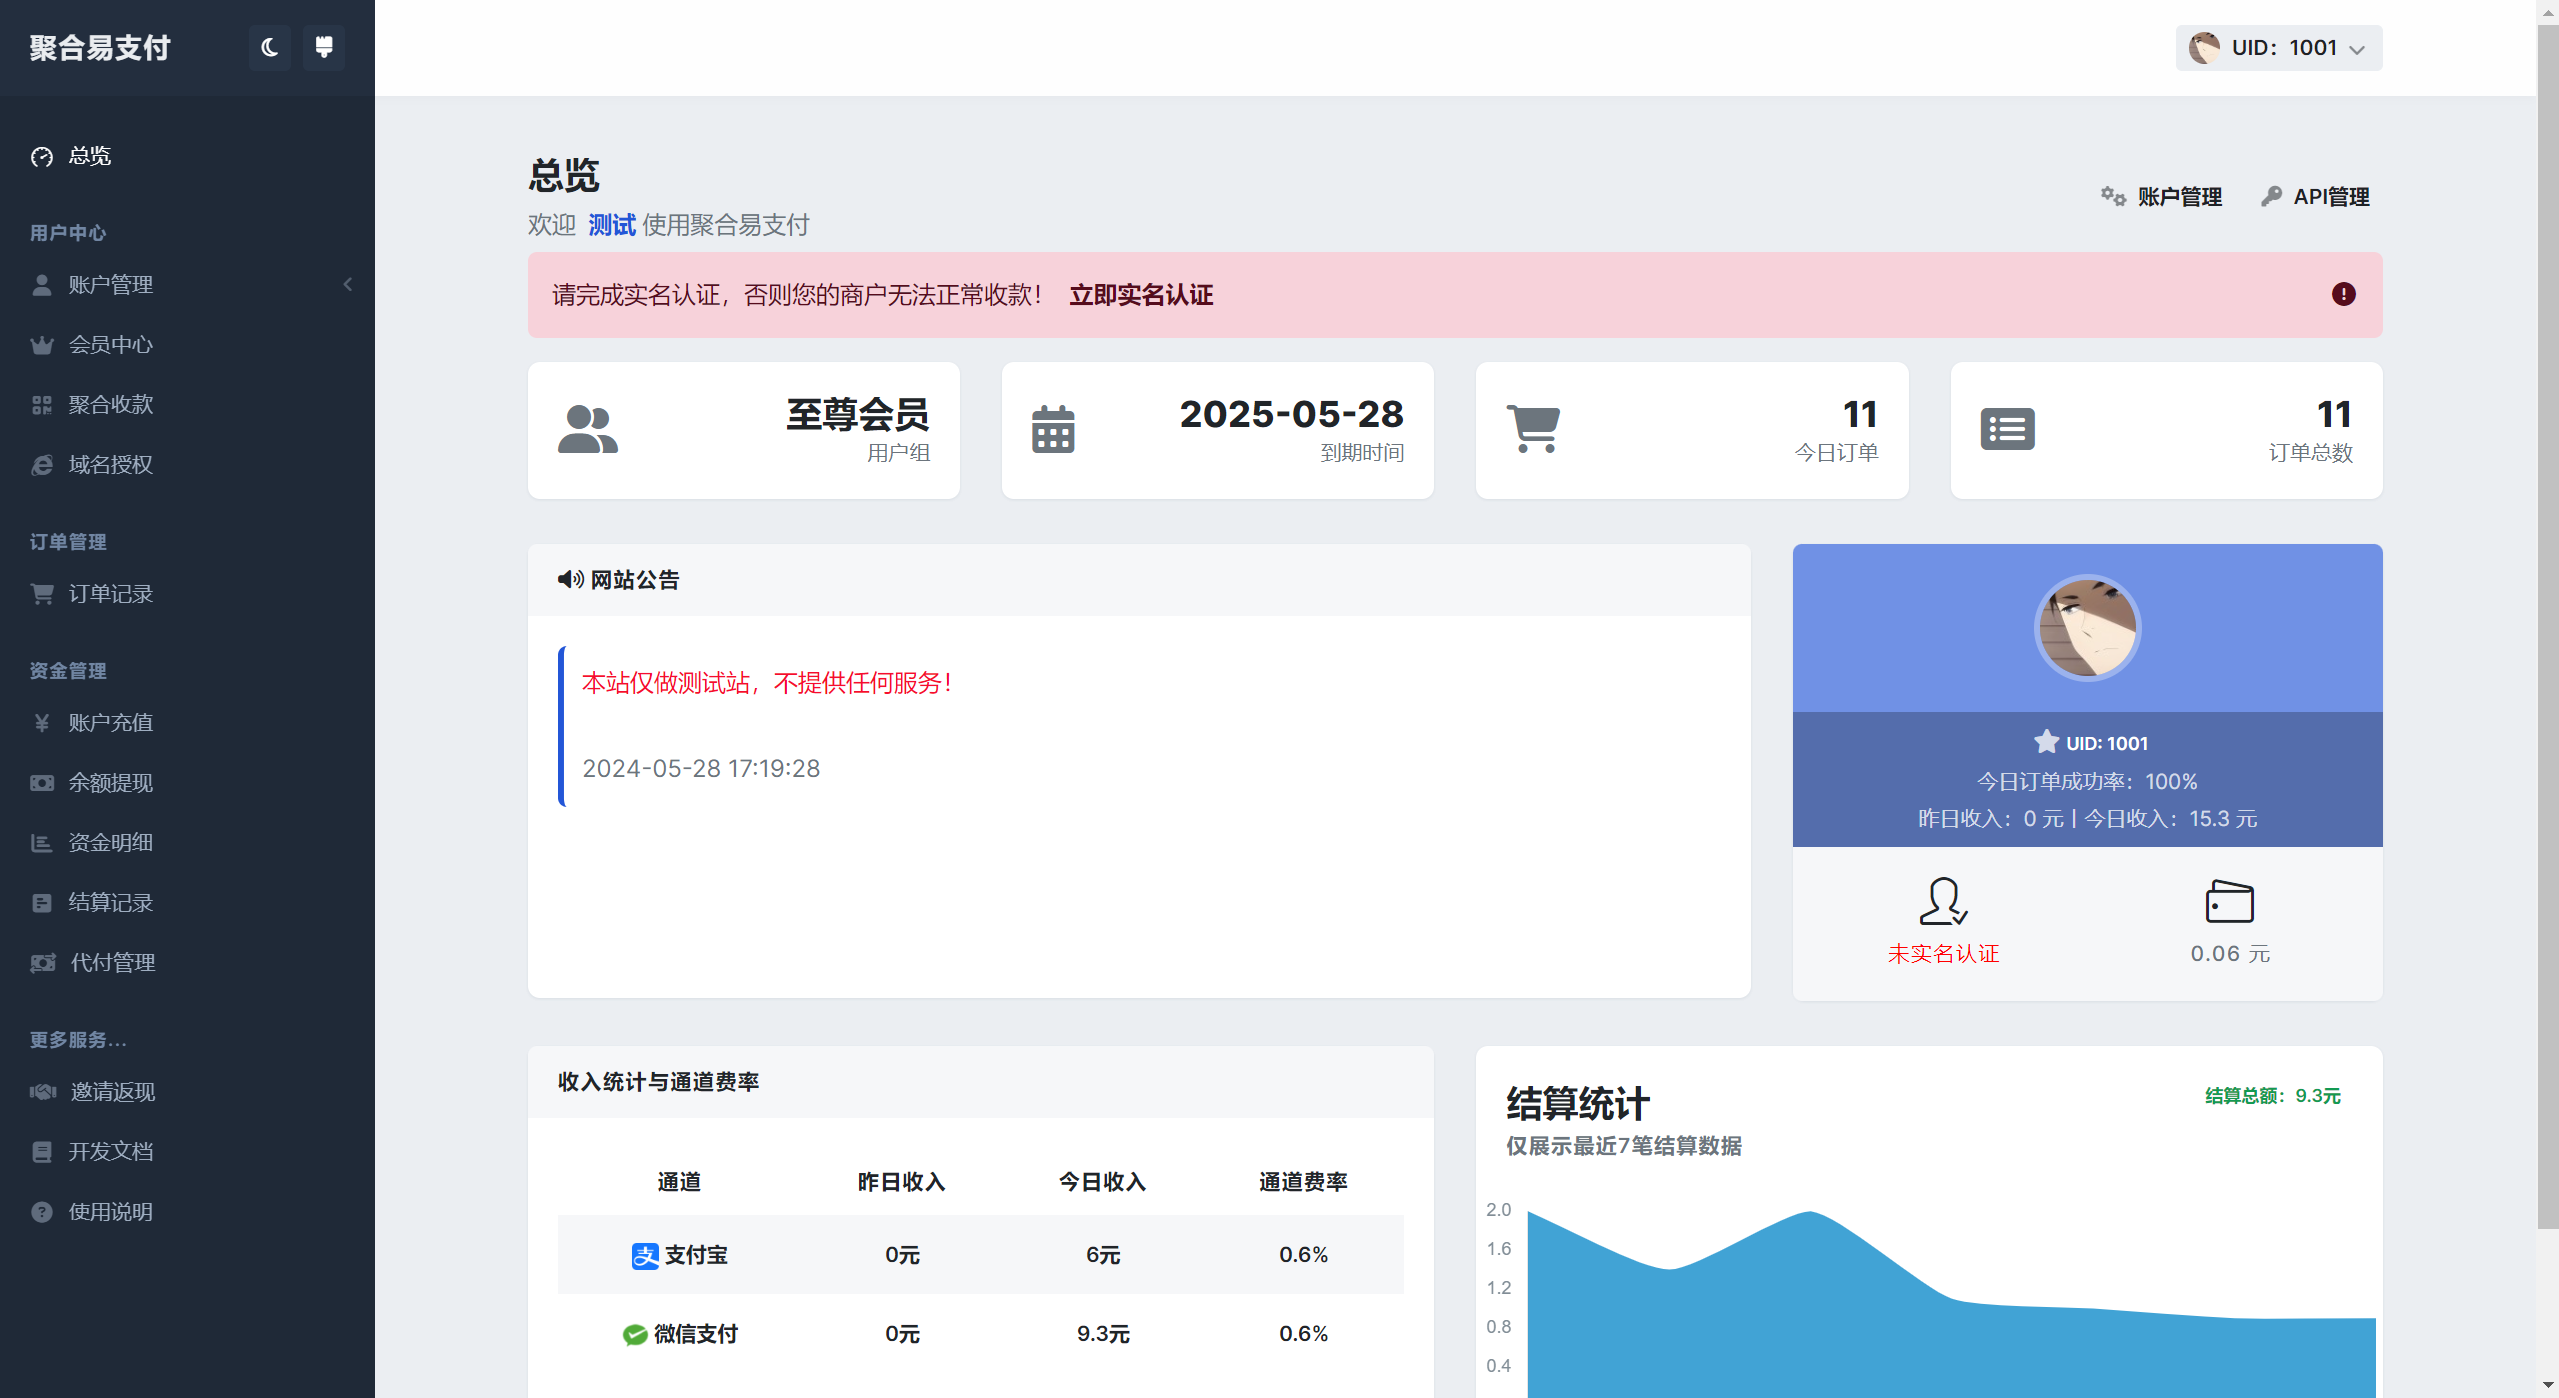 聚合易支付
UID：1001
总览
用户中心
账户管理
会员中心
聚合收款
域名授权
订单管理
订单记录
资金管理
账户充值
余额提现
资金明细
结算记录
代付管理
更多服务...
邀请返现
开发文档
使用说明
总览
欢迎 测试 使用聚合易支付
账户管理 API管理
请完成实名认证，否则您的商户无法正常收款！ 立即实名认证
至尊会员
用户组
2025-05-28
到期时间
11
今日订单
11
订单总数
网站公告
本站仅做测试站，不提供任何服务！
2024-05-28 17:19:28
UID: 1001
今日订单成功率：100%
昨日收入：0 元 | 今日收入：15.3 元
未实名认证
0.06 元
收入统计与通道费率
通道 昨日收入 今日收入 通道费率
支付宝 0元 6元 0.6%
微信支付 0元 9.3元 0.6%
结算统计
结算总额：9.3元
仅展示最近7笔结算数据
2.0
1.6
1.2
0.8
0.4